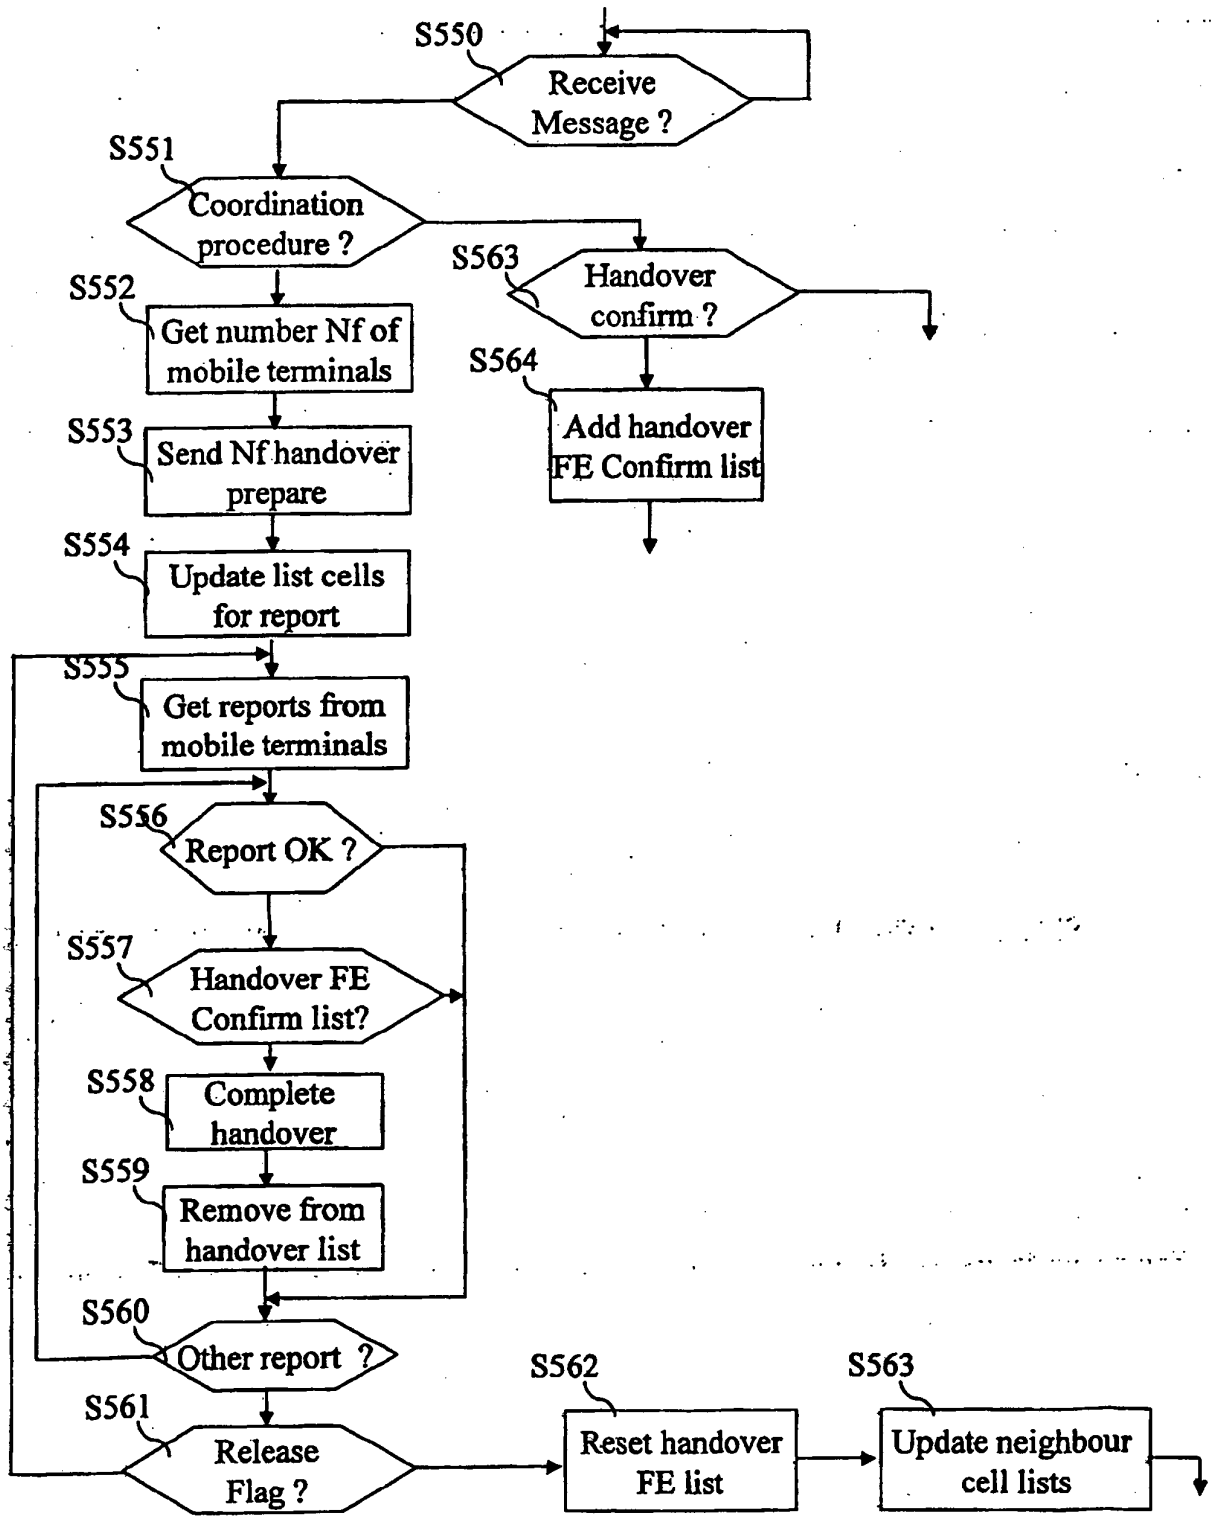 S550
Receive
Message ?
S551
Coordination
procedure ?
S563
Handover
confirm ?
S552
Get number Nf of
mobile terminals
S564
Add handover
FE Confirm list
S553
Send Nf handover
prepare
S554
Update list cells
for report
S555
Get reports from
mobile terminals
S556
Report OK ?
S557
Handover FE
Confirm list?
S558
Complete
handover
S559
Remove from
handover list
S560
Other report ?
S561
Release
Flag ?
S562
Reset handover
FE list
S563
Update neighbour
cell lists